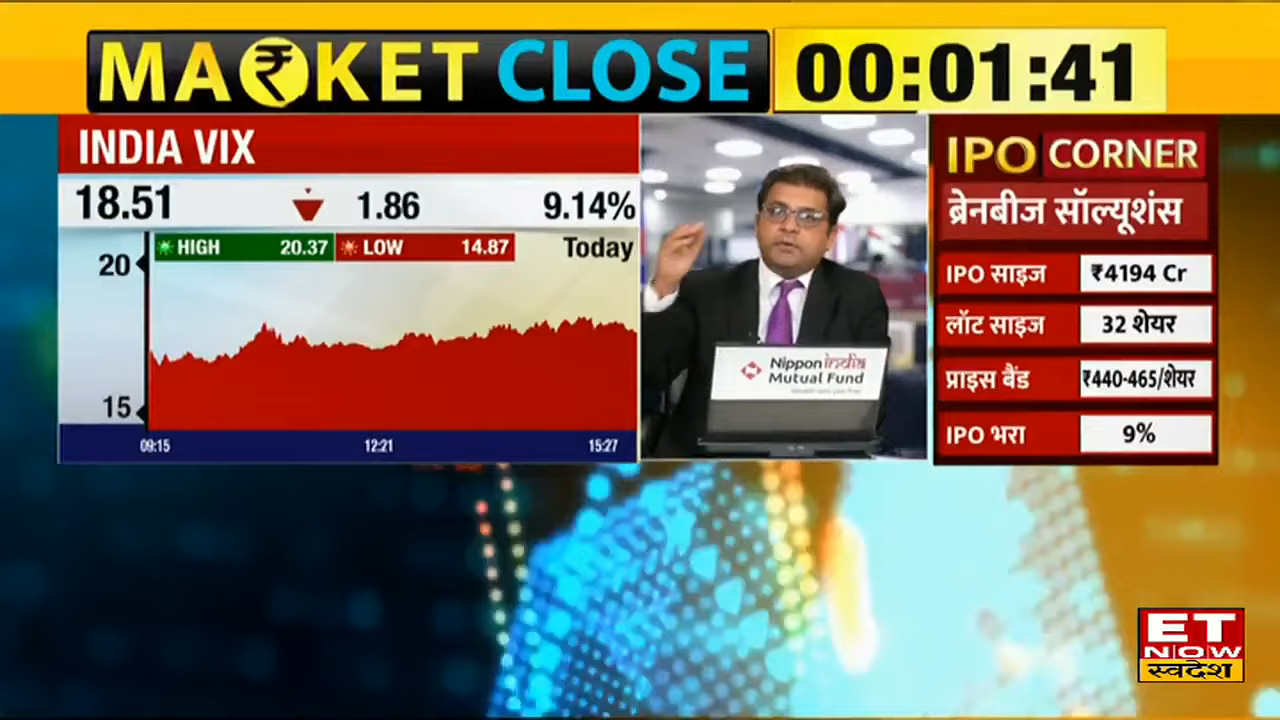 MA₹KET CLOSE
00:01:41
INDIA VIX
18.51 1.86 9.14%
HIGH 20.37 LOW 14.87 Today
20
15
09:15 12:21 15:27
Nippon india
Mutual Fund
IPO CORNER
ब्रेनबीज सॉल्यूशंस
IPO साइज ₹4194 Cr
लॉट साइज 32 शेयर
प्राइस बैंड ₹440-465/शेयर
IPO भरा 9%
ET
NOW
स्वदेश